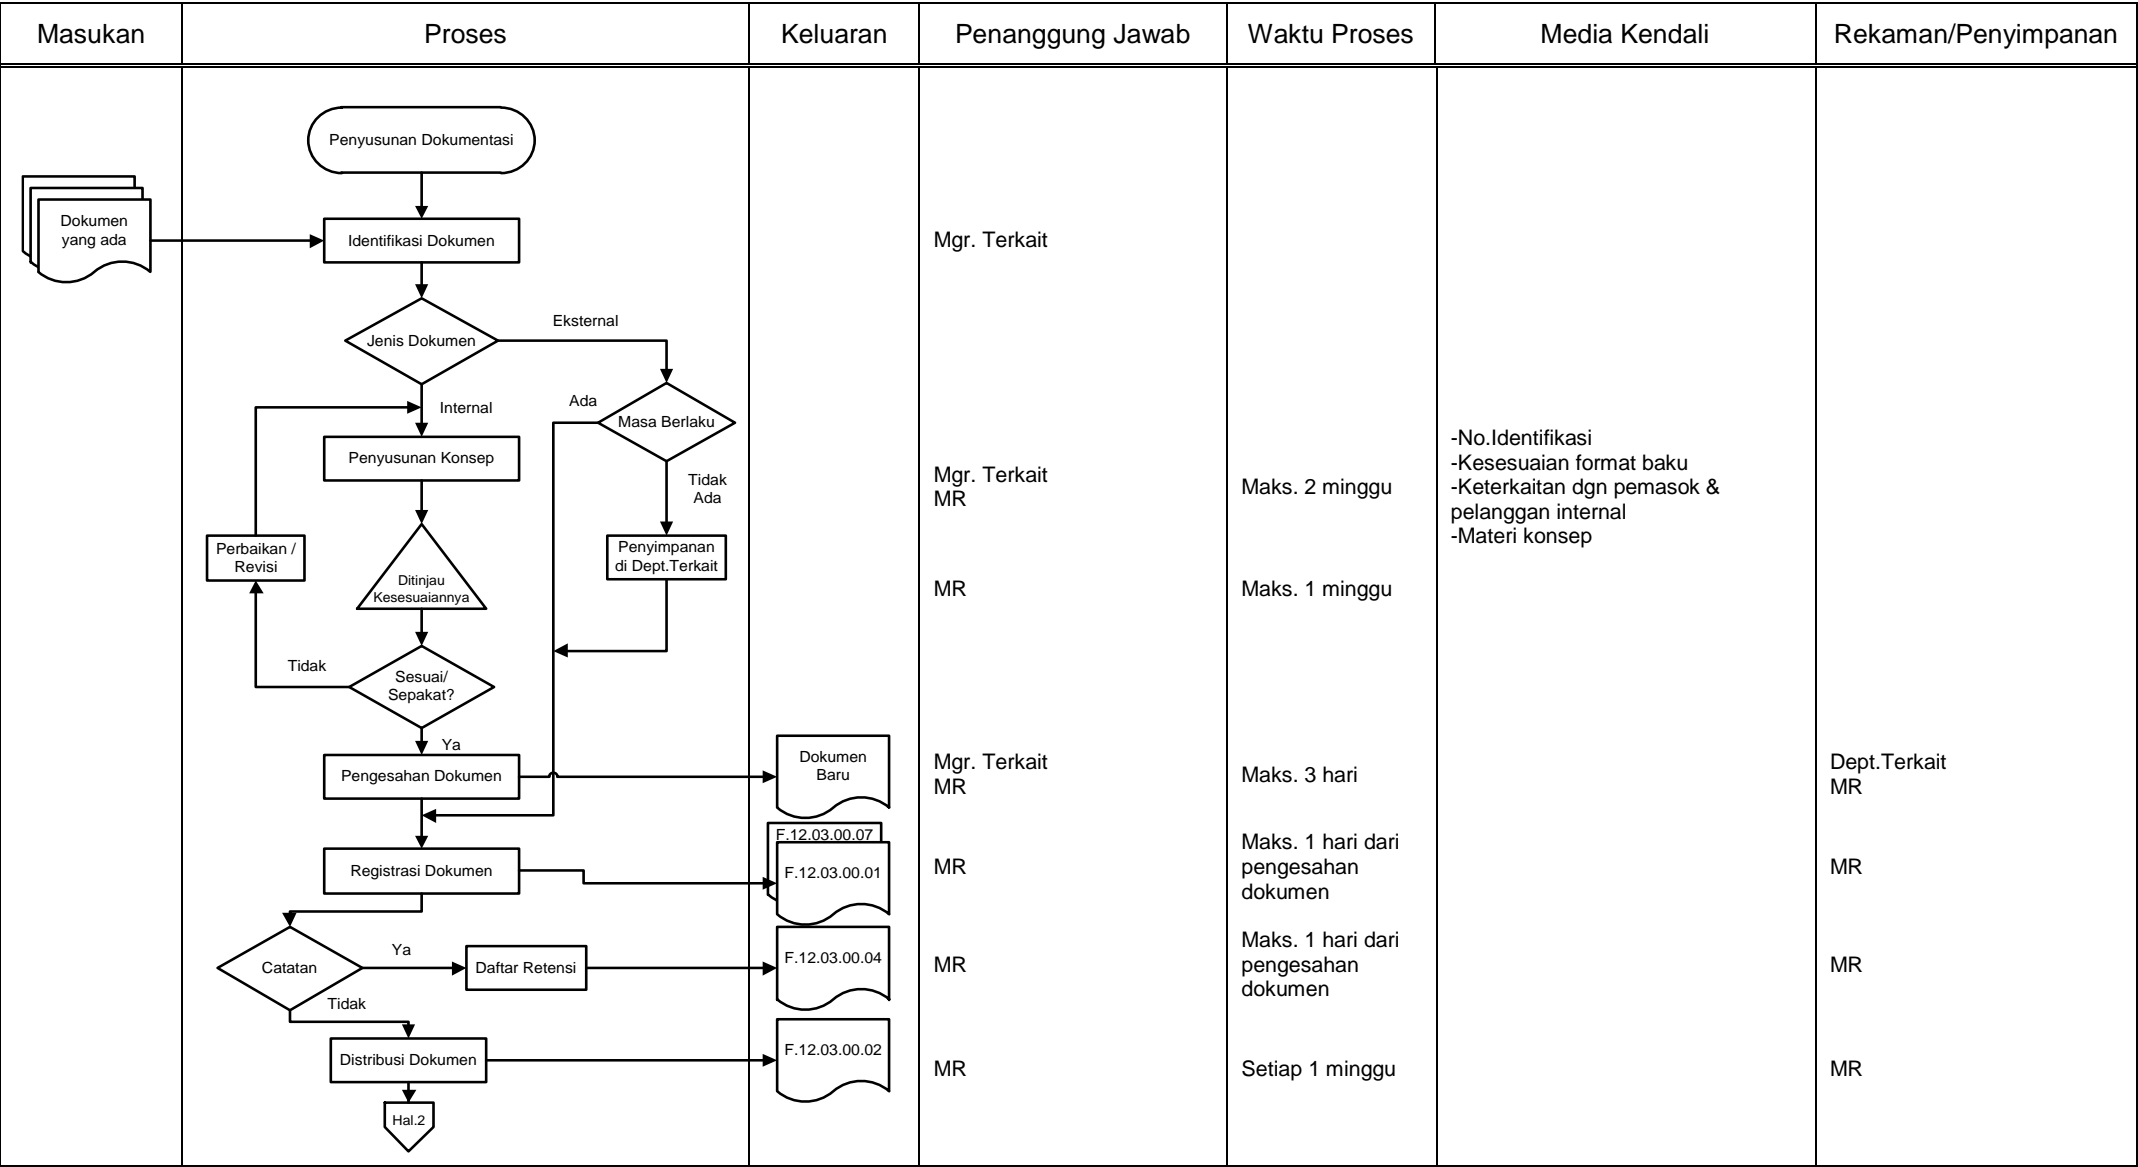 Masukan
Proses
Keluaran
Penanggung Jawab
Waktu Proses
Media Kendali
Rekaman/Penyimpanan
Penyusunan Dokumentasi
Dokumen
yang ada
Identifikasi Dokumen
Mgr. Terkait
Jenis Dokumen
Eksternal
Internal
Ada
Masa Berlaku
Tidak
Ada
Penyusunan Konsep
Mgr. Terkait
MR
Maks. 2 minggu
-No.Identifikasi
-Kesesuaian format baku
-Keterkaitan dgn pemasok &
pelanggan internal
-Materi konsep
Perbaikan /
Revisi
Penyimpanan
di Dept.Terkait
Ditinjau
Kesesuaiannya
MR
Maks. 1 minggu
Tidak
Sesuai/
Sepakat?
Ya
Pengesahan Dokumen
Dokumen
Baru
Mgr. Terkait
MR
Maks. 3 hari
Dept.Terkait
MR
Registrasi Dokumen
F.12.03.00.07
F.12.03.00.01
MR
Maks. 1 hari dari
pengesahan
dokumen
MR
Catatan
Ya
Daftar Retensi
F.12.03.00.04
MR
Maks. 1 hari dari
pengesahan
dokumen
MR
Tidak
Distribusi Dokumen
F.12.03.00.02
MR
Setiap 1 minggu
MR
Hal.2